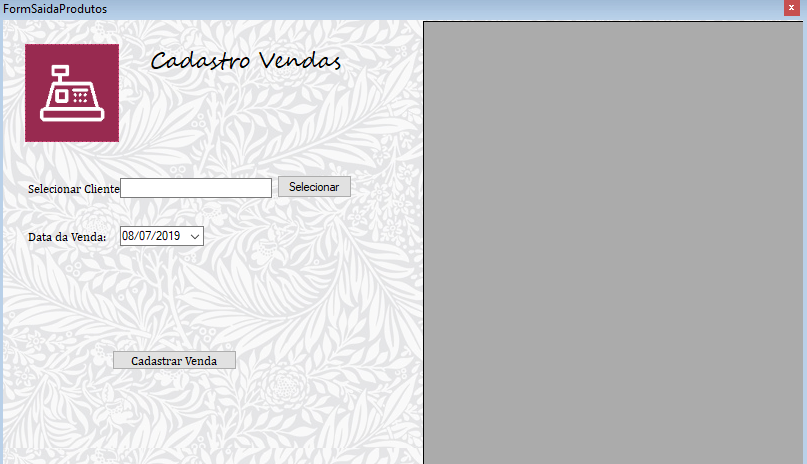 FormSaidaProdutos
x
Cadastro Vendas
Selecionar Cliente
Selecionar
Data da Venda:
08/07/2019
Cadastrar Venda